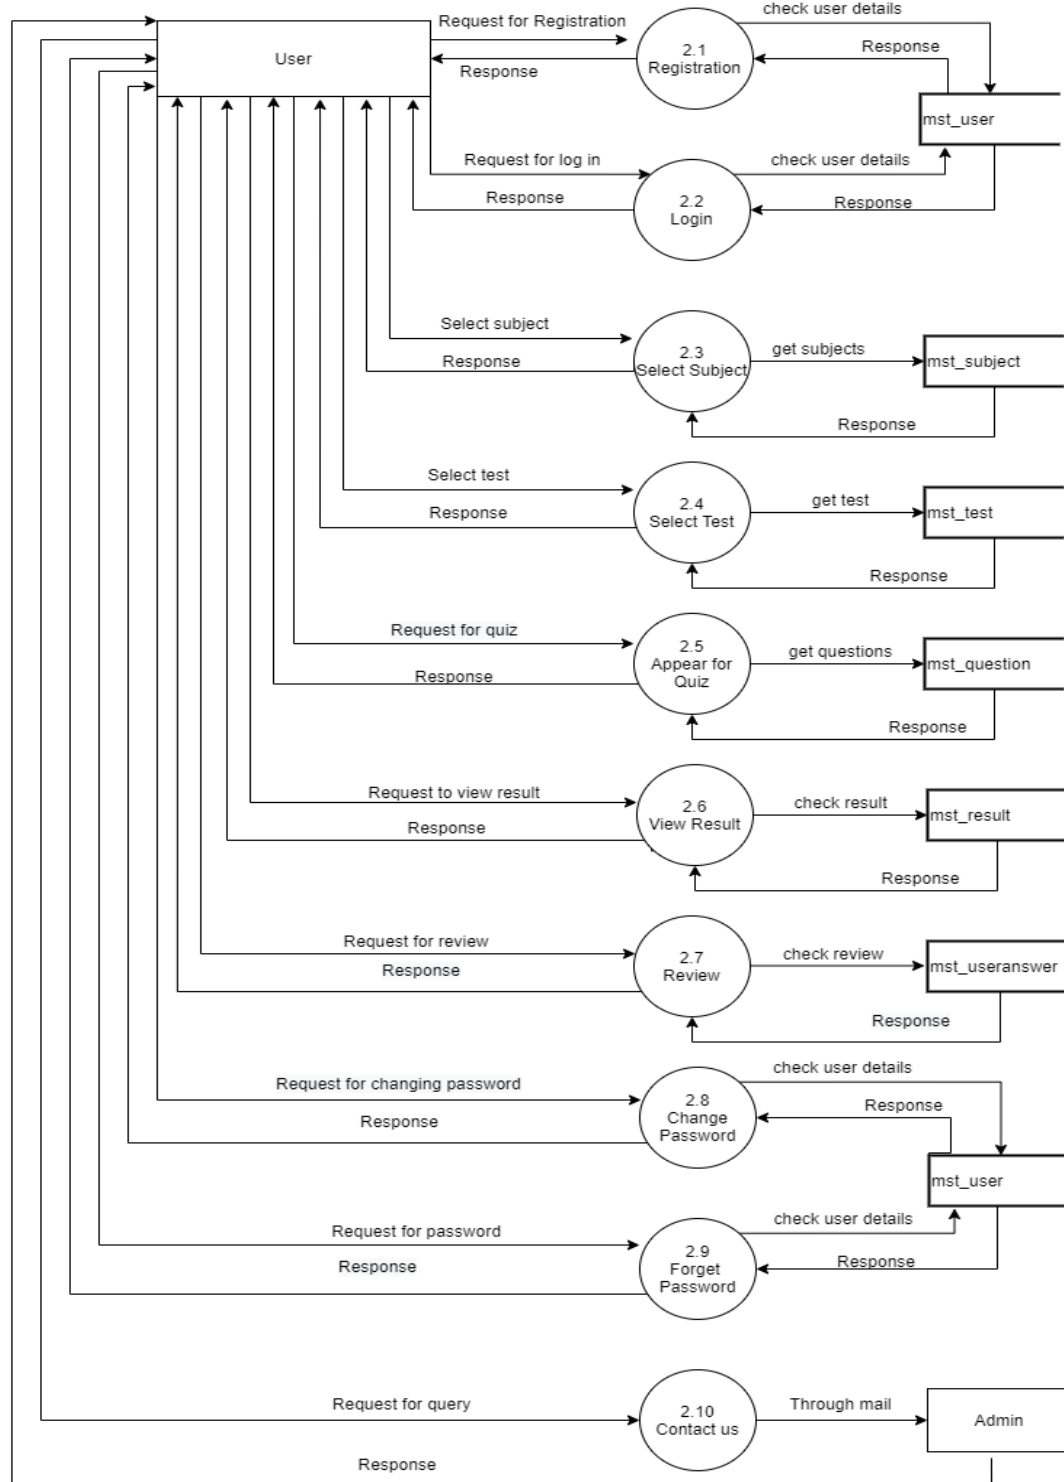 Request for Registration
check user details
User
2.1
Registration
Response
Response
mst_user
Request for log in
check user details
Response
2.2
Login
Response
Select subject
Response
2.3
Select Subject
get subjects
mst_subject
Response
Select test
Response
2.4
Select Test
get test
mst_test
Response
Request for quiz
Response
2.5
Appear for
Quiz
get questions
mst_question
Response
Request to view result
Response
2.6
View Result
check result
mst_result
Response
Request for review
Response
2.7
Review
check review
mst_useranswer
Response
Request for changing password
Response
2.8
Change
Password
check user details
Response
mst_user
Request for password
Response
2.9
Forget
Password
check user details
Response
Request for query
2.10
Contact us
Through mail
Admin
Response